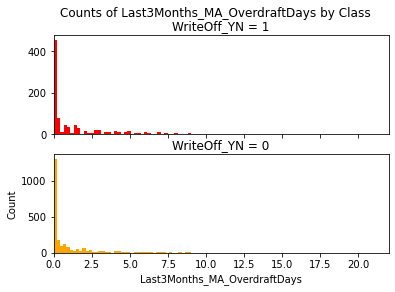 Counts of Last3Months_MA_OverdraftDays by Class
WriteOff_YN = 1
400
200
0
WriteOff_YN = 0
1000
500
0
Count
0.0 2.5 5.0 7.5 10.0 12.5 15.0 17.5 20.0
Last3Months_MA_OverdraftDays